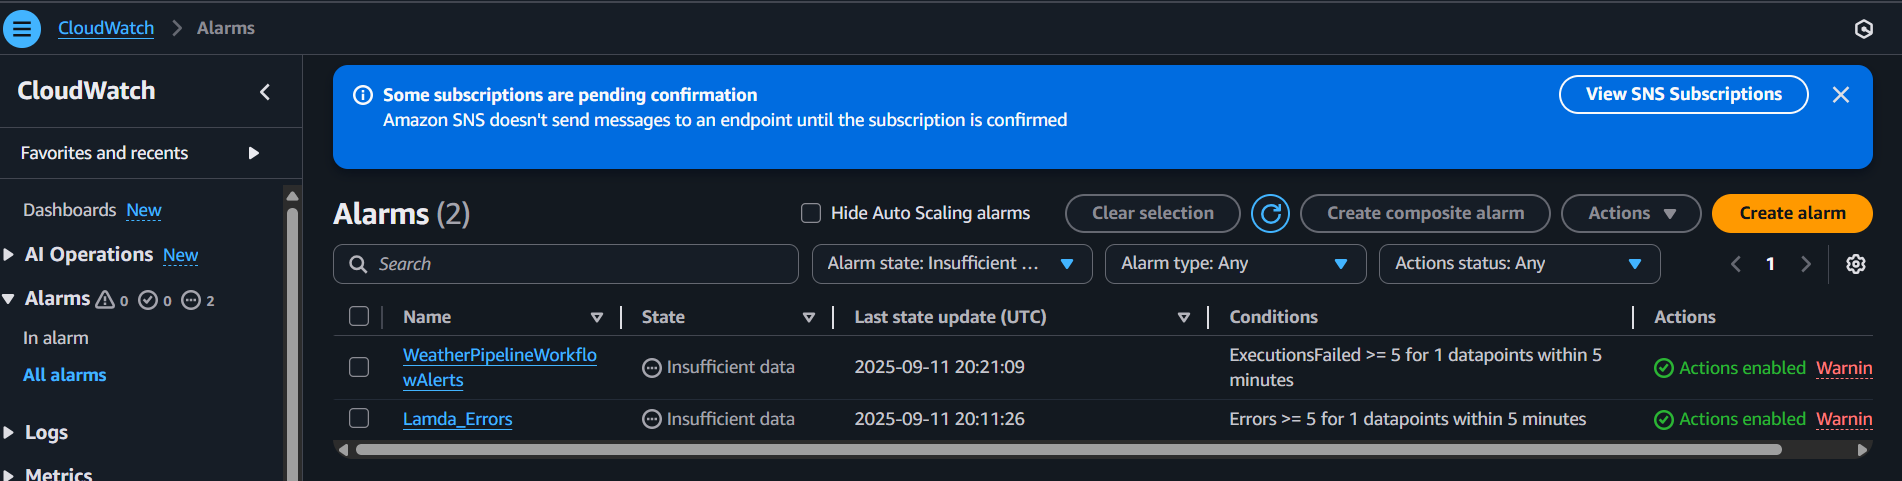 CloudWatch > Alarms
CloudWatch
Favorites and recents
Dashboards New
AI Operations New
Alarms 0 0 2
In alarm
All alarms
Logs
Metrics
Some subscriptions are pending confirmation
Amazon SNS doesn't send messages to an endpoint until the subscription is confirmed
View SNS Subscriptions
Alarms (2)
Hide Auto Scaling alarms
Clear selection
Create composite alarm
Actions
Create alarm
Search
Alarm state: Insufficient ...
Alarm type: Any
Actions status: Any
1
Name State Last state update (UTC) Conditions Actions
WeatherPipelineWorkflo
wAlerts
Insufficient data
2025-09-11 20:21:09
ExecutionsFailed >= 5 for 1 datapoints within 5
minutes
Actions enabled Warnin
Lamda_Errors
Insufficient data
2025-09-11 20:11:26
Errors >= 5 for 1 datapoints within 5 minutes
Actions enabled Warnin